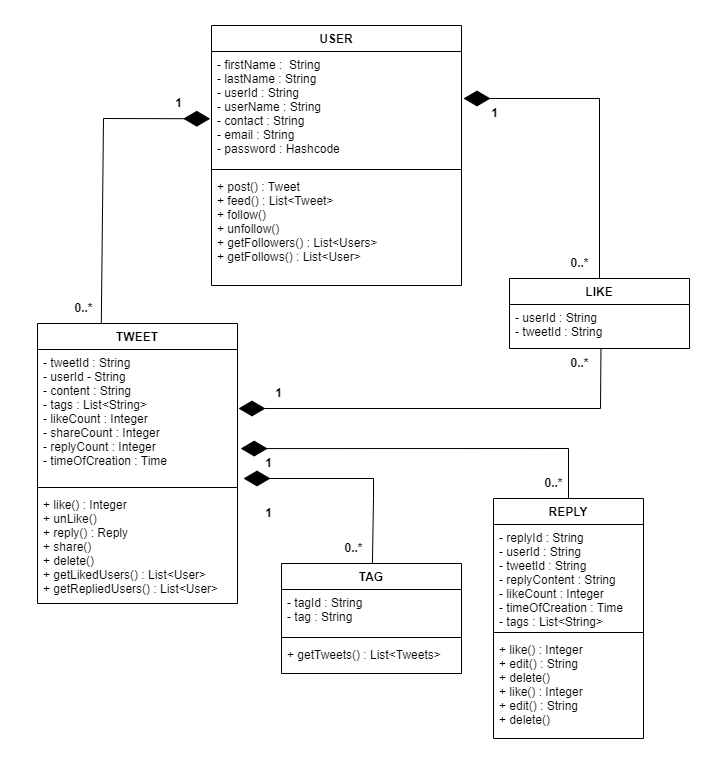 USER
- firstName :  String
- lastName : String
- userId : String
- userName : String
- contact : String
- email : String
- password : Hashcode
+ post() : Tweet
+ feed() : List<Tweet>
+ follow()
+ unfollow()
+ getFollowers() : List<Users>
+ getFollows() : List<User>
1
1
0..*
0..*
LIKE
- userId : String
- tweetId : String
0..*
TWEET
- tweetId : String
- userId - String
- content : String
- tags : List<String>
- likeCount : Integer
- shareCount : Integer
- replyCount : Integer
- timeOfCreation : Time
+ like() : Integer
+ unLike()
+ reply() : Reply
+ share()
+ delete()
+ getLikedUsers() : List<User>
+ getRepliedUsers() : List<User>
1
1
1
0..*
0..*
TAG
- tagId : String
- tag : String
+ getTweets() : List<Tweets>
REPLY
- replyId : String
- userId : String
- tweetId : String
- replyContent : String
- likeCount : Integer
- timeOfCreation : Time
- tags : List<String>
+ like() : Integer
+ edit() : String
+ delete()
+ like() : Integer
+ edit() : String
+ delete()